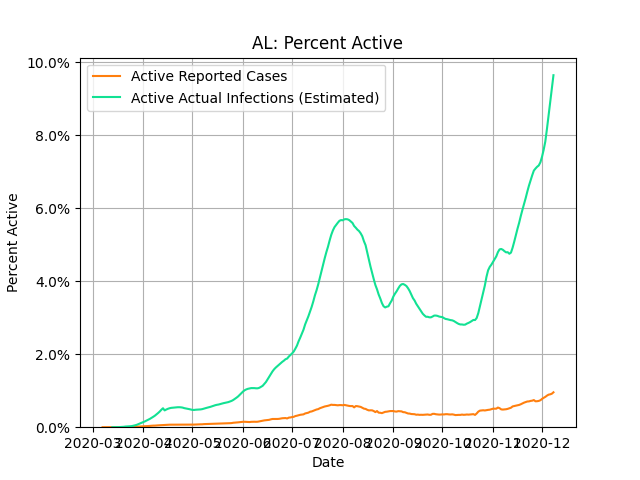 AL: Percent Active
10.0%
8.0%
6.0%
4.0%
2.0%
0.0%
Percent Active
Active Reported Cases
Active Actual Infections (Estimated)
2020-03 2020-04 2020-05 2020-06 2020-07 2020-08 2020-09 2020-10 2020-11 2020-12
Date